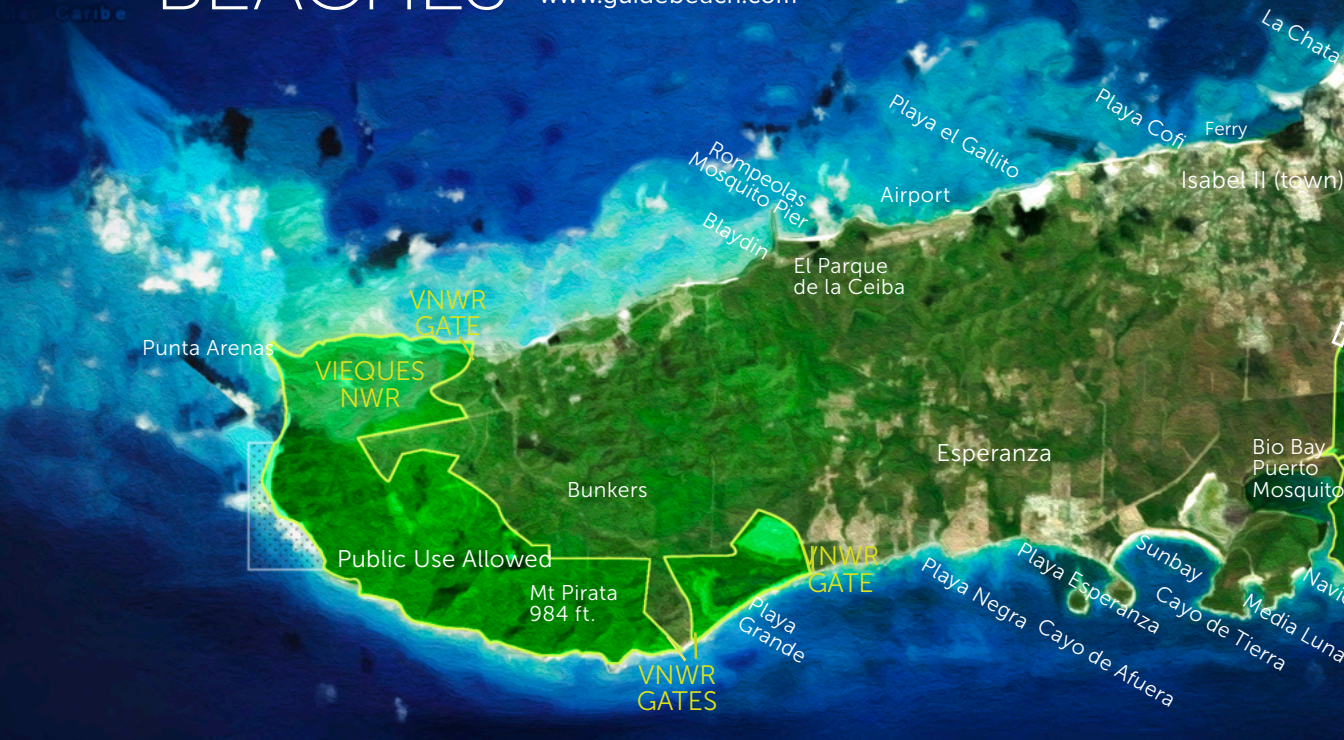 BEACHES www.guidebeach.com
Mar Caribe
La Chata
Playa Cofi
Ferry
Playa el Gallito
Isabel II (town)
Rompeolas
Mosquito Pier
Airport
Blaydin
El Parque
de la Ceiba
VNWR
GATE
Punta Arenas
VIEQUES
NWR
Esperanza
Bio Bay
Puerto
Mosquito
Bunkers
Public Use Allowed
VNWR
GATE
Mt Pirata
984 ft.
Playa
Grande
Playa Negra
Playa Esperanza
Sunbay
Cayo de Tierra
Cayo de Afuera
Media Luna
VNWR
GATES